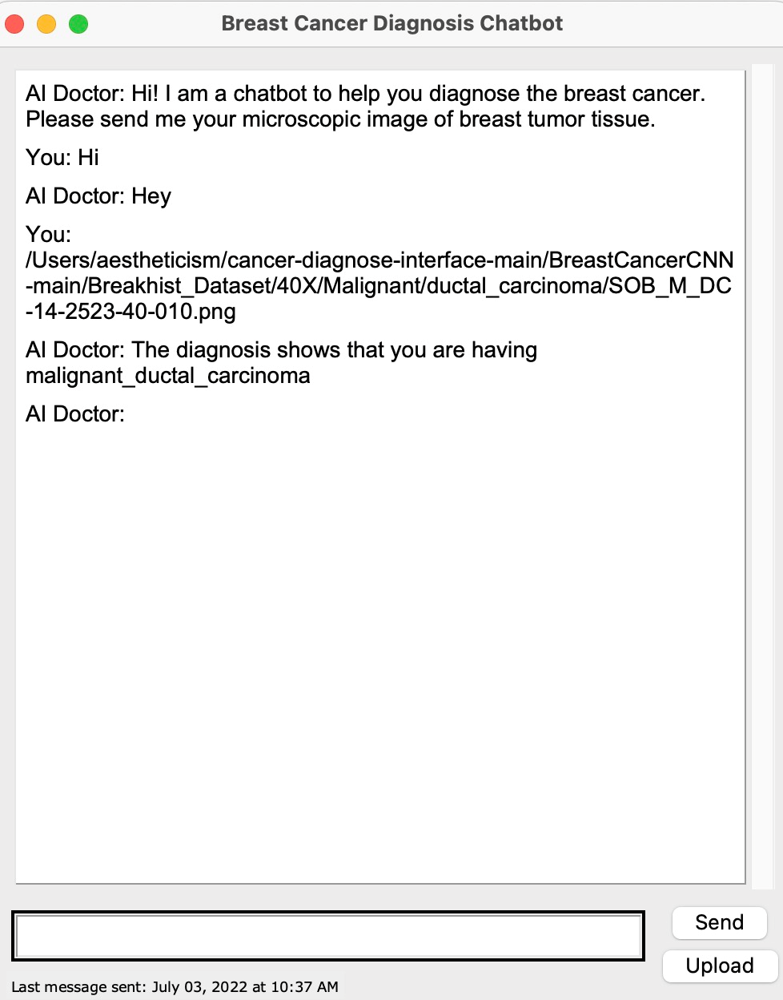 Breast Cancer Diagnosis Chatbot
AI Doctor: Hi! I am a chatbot to help you diagnose the breast cancer.
Please send me your microscopic image of breast tumor tissue.
You: Hi
AI Doctor: Hey
You:
/Users/aestheticism/cancer-diagnose-interface-main/BreastCancerCNN
-main/Breakhist_Dataset/40X/Malignant/ductal_carcinoma/SOB_M_DC
-14-2523-40-010.png
AI Doctor: The diagnosis shows that you are having
malignant_ductal_carcinoma
AI Doctor:
Send
Upload
Last message sent: July 03, 2022 at 10:37 AM